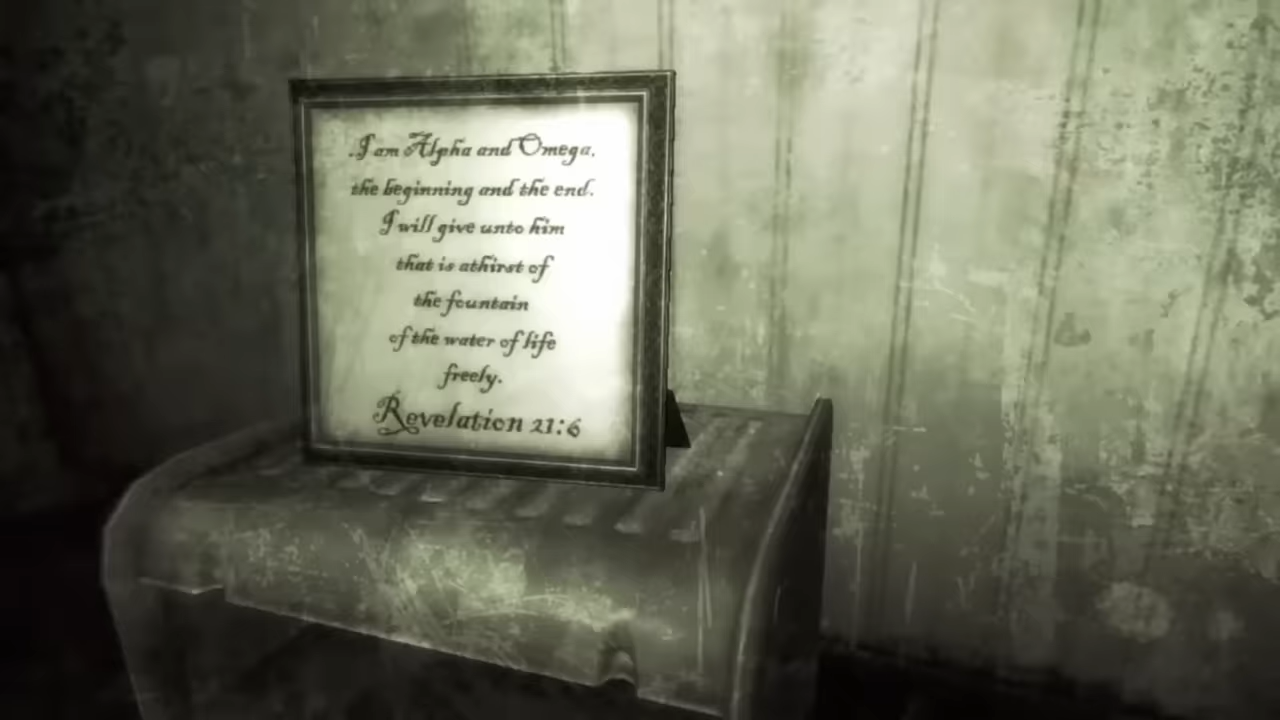 I am Alpha and Omega,
the beginning and the end.
I will give unto him
that is athirst of
the fountain
of the water of life
freely.
Revelation 21:6